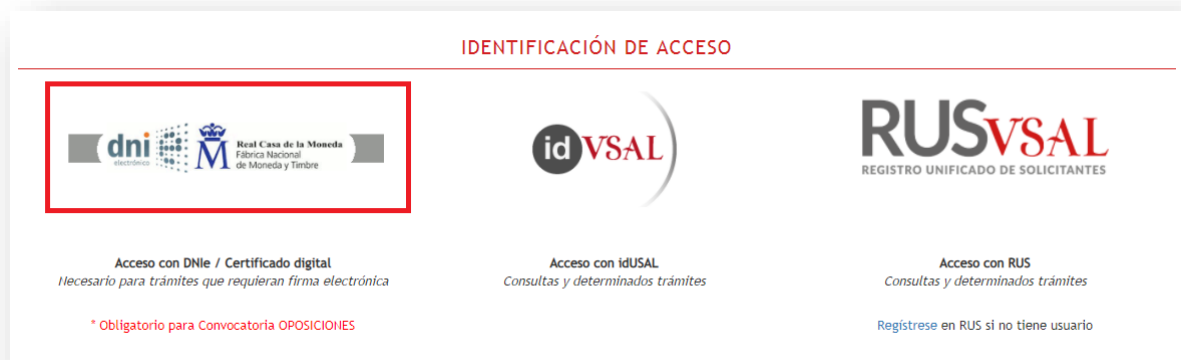 IDENTIFICACIÓN DE ACCESO
dni
electrónico
M
Real Casa de la Moneda
Fábrica Nacional
de Moneda y Timbre
id VSAL
RUSVSAL
REGISTRO UNIFICADO DE SOLICITANTES
Acceso con DNIe / Certificado digital
Necesario para trámites que requieran firma electrónica
* Obligatorio para Convocatoria OPOSICIONES
Acceso con idUSAL
Consultas y determinados trámites
Acceso con RUS
Consultas y determinados trámites
Regístrese en RUS si no tiene usuario